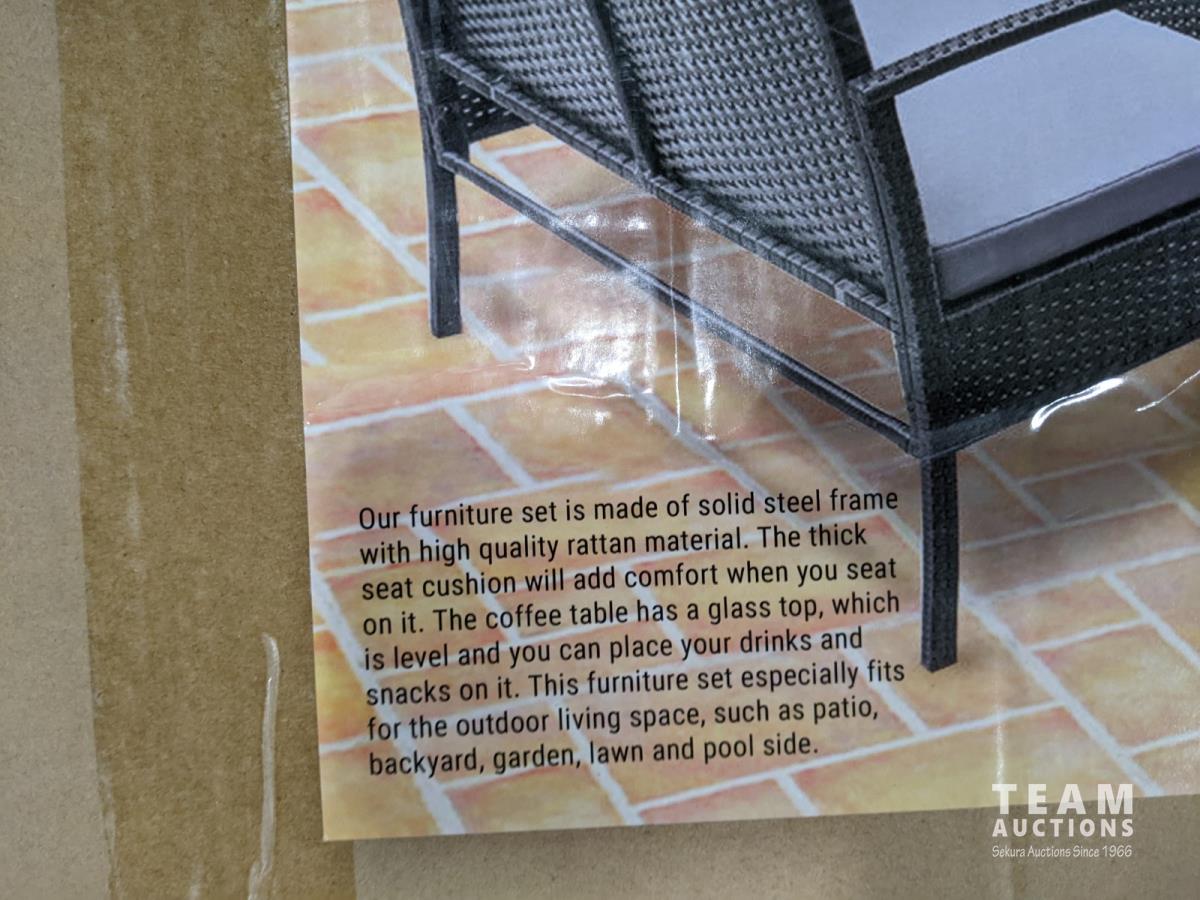 Our furniture set is made of solid steel frame
with high quality rattan material. The thick
seat cushion will add comfort when you seat
on it. The coffee table has a glass top, which
is level and you can place your drinks and
snacks on it. This furniture set especially fits
for the outdoor living space, such as patio,
backyard, garden, lawn and pool side.
TEAM
AUCTIONS
Sekura Auctions Since 1966